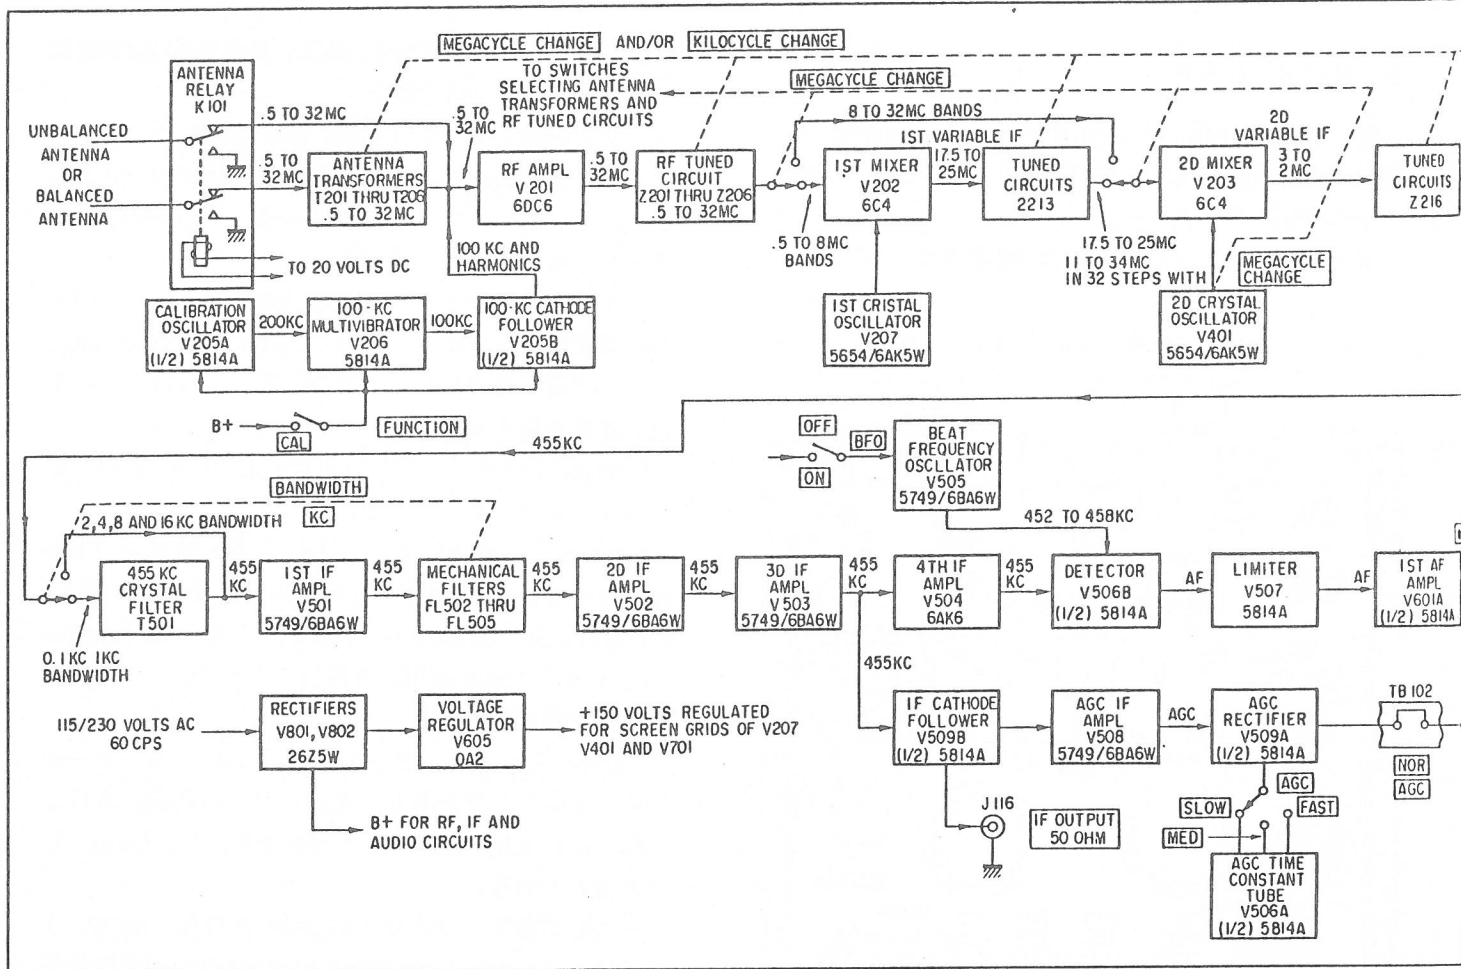 MEGACYCLE CHANGE AND/OR KILOCYCLE CHANGE
ANTENNA
RELAY
K 101
TO SWITCHES
SELECTING ANTENNA
TRANSFORMERS AND
RF TUNED CIRCUITS
MEGACYCLE CHANGE
.5 TO 32MC
.5 TO
32MC
8 TO 32MC BANDS
2D
VARIABLE IF
UNBALANCED
ANTENNA
OR
BALANCED
ANTENNA
.5 TO
32MC
ANTENNA
TRANSFORMERS
T201 THRU T206
.5 TO 32MC
RF AMPL
V 201
6DC6
.5 TO
32MC
RF TUNED
CIRCUIT
Z201 THRU Z206
.5 TO 32MC
1ST VARIABLE IF
1ST MIXER
V202
6C4
17.5 TO
25MC
TUNED
CIRCUITS
2213
2D MIXER
V203
6C4
3 TO
2MC
TUNED
CIRCUITS
Z216
100 KC AND
HARMONICS
.5 TO 8MC
BANDS
17.5 TO 25MC
11 TO 34MC
IN 32 STEPS WITH
MEGACYCLE
CHANGE
TO 20 VOLTS DC
CALIBRATION
OSCILLATOR
V205A
(1/2) 5814A
200KC
100-KC
MULTIVIBRATOR
V206
5814A
100KC
100-KC CATHODE
FOLLOWER
V205B
(1/2) 5814A
1ST CRISTAL
OSCILLATOR
V207
5654/6AK5W
2D CRYSTAL
OSCILLATOR
V401
5654/6AK5W
B+
CAL
FUNCTION
455KC
OFF
BFO
ON
BEAT
FREQUENCY
OSCLLATOR
V505
5749/6BA6W
BANDWIDTH
KC
2,4,8 AND 16 KC BANDWIDTH
452 TO 458KC
455 KC
CRYSTAL
FILTER
T501
455
KC
1ST IF
AMPL
V501
5749/6BA6W
455
KC
MECHANICAL
FILTERS
FL502 THRU
FL505
455
KC
2D IF
AMPL
V502
5749/6BA6W
455
KC
3D IF
AMPL
V503
5749/6BA6W
455
KC
4TH IF
AMPL
V504
6AK6
455
KC
DETECTOR
V506B
(1/2) 5814A
AF
LIMITER
V507
5814A
AF
1ST AF
AMPL
V601A
(1/2) 5814A
0.1 KC 1KC
BANDWIDTH
455KC
115/230 VOLTS AC
60 CPS
RECTIFIERS
V801, V802
26Z5W
VOLTAGE
REGULATOR
V605
OA2
+150 VOLTS REGULATED
FOR SCREEN GRIDS OF V207
V401 AND V701
IF CATHODE
FOLLOWER
V509B
(1/2) 5814A
AGC IF
AMPL
V508
5749/6BA6W
AGC
AGC
RECTIFIER
V509A
(1/2) 5814A
TB 102
NOR
AGC
B+ FOR RF, IF AND
AUDIO CIRCUITS
J 116
IF OUTPUT
50 OHM
SLOW
AGC
FAST
MED
AGC TIME
CONSTANT
TUBE
V506A
(1/2) 5814A